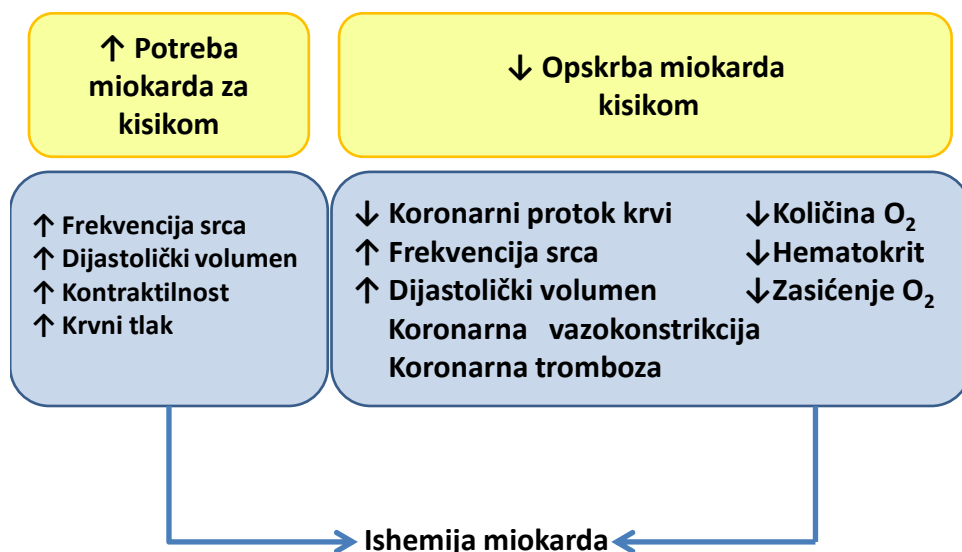 ↑ Potreba
miokarda za
kisikom
↓ Opskrba miokarda
kisikom
↑ Frekvencija srca
↑ Dijastolički volumen
↑ Kontraktilnost
↑ Krvni tlak
↓ Koronarni protok krvi
↑ Frekvencija srca
↑ Dijastolički volumen
Koronarna vazokonstrikcija
Koronarna tromboza
↓Količina O₂
↓Hematokrit
↓Zasićenje O₂
Ishemija miokarda